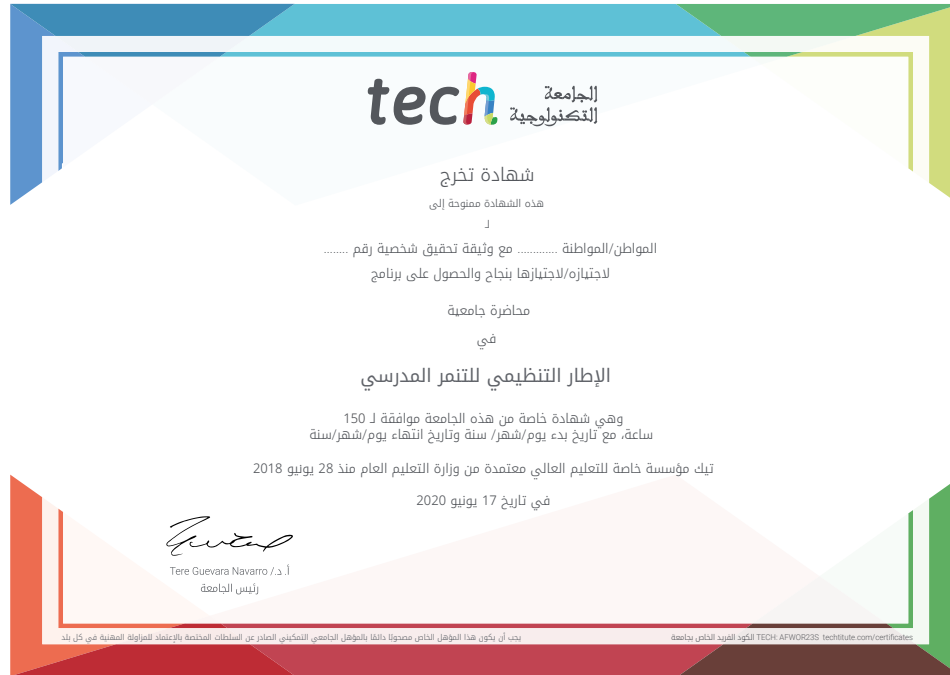 tech الجامعة
التكنولوجية
شهادة تخرج
هذه الشهادة ممنوحة إلى
لـ
المواطن/المواطنة ............. مع وثيقة تحقيق شخصية رقم ........
لاجتيازه/لاجتيازها بنجاح والحصول على برنامج
محاضرة جامعية
في
الإطار التنظيمي للتنمر المدرسي
وهي شهادة خاصة من هذه الجامعة موافقة لـ 150
ساعة، مع تاريخ بدء يوم/شهر/ سنة وتاريخ انتهاء يوم/شهر/سنة
تيك مؤسسة خاصة للتعليم العالي معتمدة من وزارة التعليم العام منذ 28 يونيو 2018
في تاريخ 17 يونيو 2020
أ. د./ Tere Guevara Navarro
رئيس الجامعة
يجب أن يكون هذا المؤهل الخاص مصحوبًا دائمًا بالمؤهل الجامعي التمكيني الصادر عن السلطات المختصة بالإعتماد للمزاولة المهنية في كل بلد
الكود الفريد الخاص بجامعة TECH: AFWOR23S techtitute.com/certificates